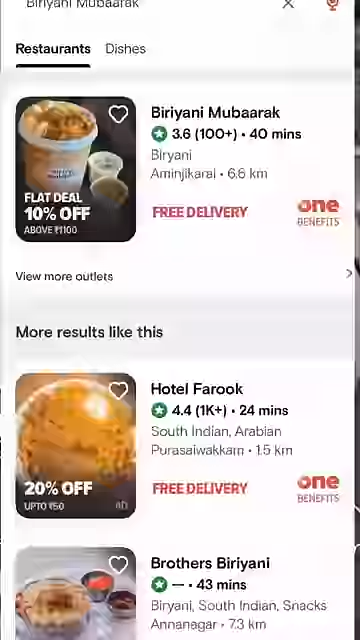 Biriyani Mubaarak
Restaurants
Dishes
Biriyani Mubaarak
3.6 (100+) • 40 mins
Biryani
Aminjikarai • 6.6 km
FREE DELIVERY
one
BENEFITS
FLAT DEAL
10% OFF
ABOVE ₹1100
View more outlets
More results like this
Hotel Farook
4.4 (1K+) • 24 mins
South Indian, Arabian
Purasaiwakkam • 1.5 km
FREE DELIVERY
one
BENEFITS
20% OFF
UPTO ₹50
AD
Brothers Biriyani
— • 43 mins
Biryani, South Indian, Snacks
Annanagar • 7.3 km